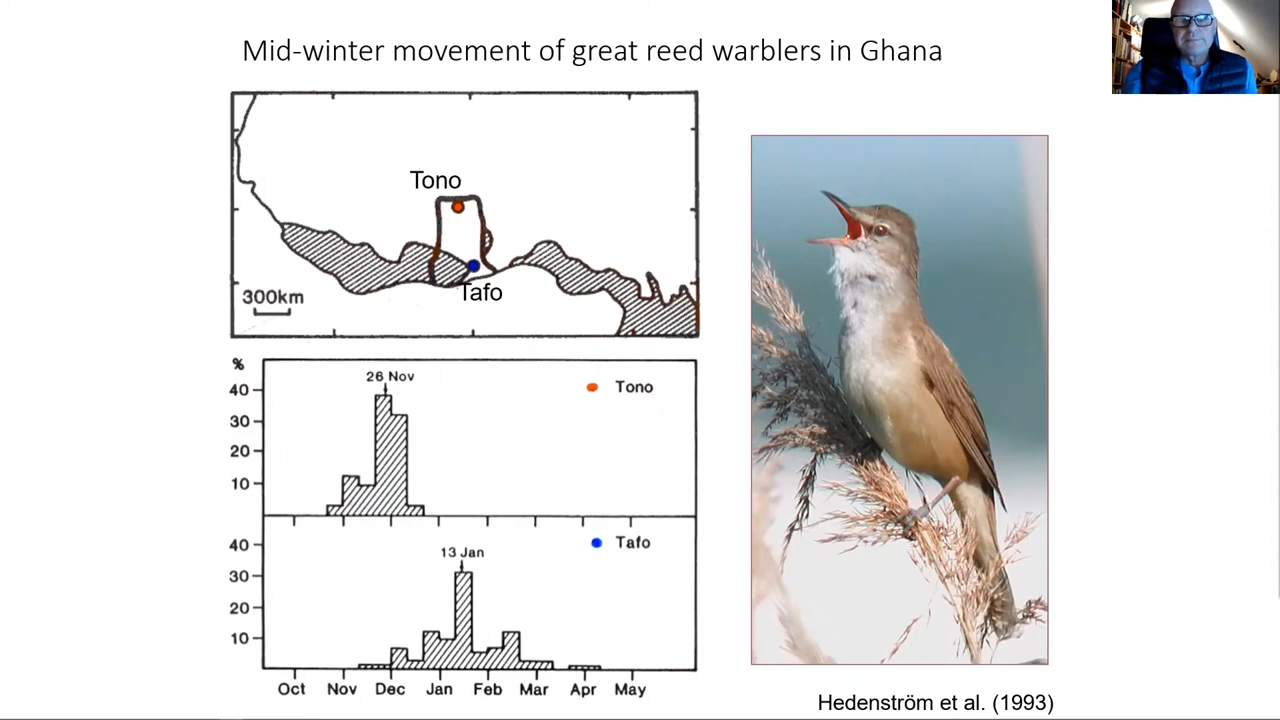 Mid-winter movement of great reed warblers in Ghana
Tono
Tafo
300km
%
26 Nov
Tono
40
30
20
10
13 Jan
Tafo
40
30
20
10
Oct Nov Dec Jan Feb Mar Apr May
Hedenström et al. (1993)